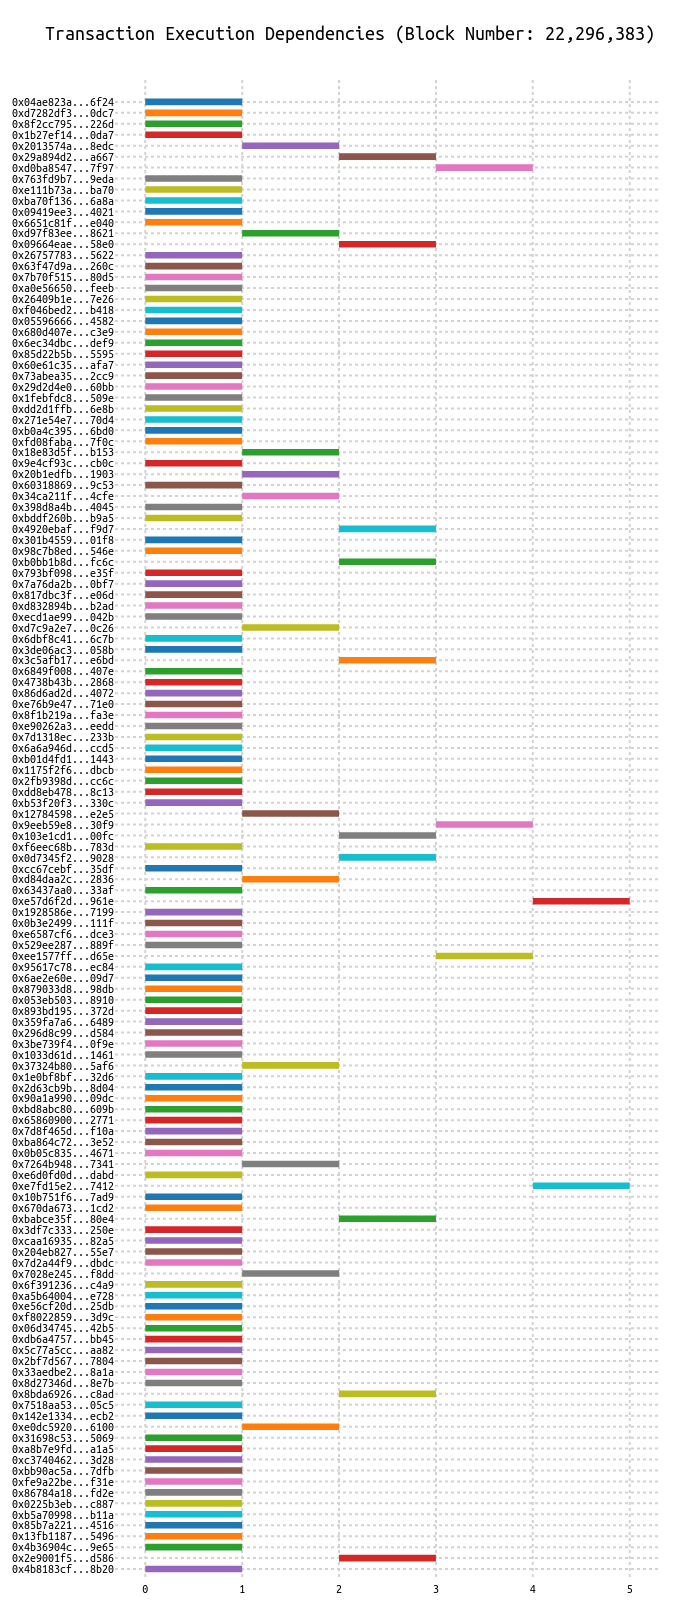 Transaction Execution Dependencies (Block Number: 22,296,383)
0x04ae823a...6f24
0xd7282df3...0dc7
0x8f2cc795...226d
0x1b27ef14...0da7
0x2013574a...8edc
0x29a894d2...a667
0xd0ba8547...7f97
0x763fd9b7...9eda
0xe111b73a...ba70
0xba70f136...6a8a
0x09419ee3...4021
0x6651c81f...e040
0xd97f83ee...8621
0x09664eae...58e0
0x26757783...5622
0x63f47d9a...260c
0x7b70f515...80d5
0xa0e56650...feeb
0x26409b1e...7e26
0xf046bed2...b418
0x05596666...4582
0x680d407e...c3e9
0x6ec34dbc...def9
0x85d22b5b...5595
0x60e61c35...afa7
0x73abea35...2cc9
0x29d2d4e0...60bb
0x1febfdc8...509e
0xdd2d1ffb...6e8b
0x271e54e7...70d4
0xb0a4c395...6bd0
0xfd08faba...7f0c
0x18e83d5f...b153
0x9e4cf93c...cb0c
0x20b1edfb...1903
0x60318869...9c53
0x34ca211f...4cfe
0x398d8a4b...4045
0xbddf260b...b9a5
0x4920ebaf...f9d7
0x301b4559...01f8
0x98c7b8ed...546e
0xb0bb1b8d...fc6c
0x793bf098...e35f
0x7a76da2b...0bf7
0x817dbc3f...e06d
0xd832894b...b2ad
0xecd1ae99...042b
0xd7c9a2e7...0c26
0x6dbf8c41...6c7b
0x3de06ac3...058b
0x3c5afb17...e6bd
0x6849f008...407e
0x4738b43b...2868
0x86d6ad2d...4072
0xe76b9e47...71e0
0x8f1b219a...fa3e
0xe90262a3...eedd
0x7d1318ec...233b
0x6a6a946d...ccd5
0xb01d4fd1...1443
0x1175f2f6...dbcb
0x2fb9398d...cc6c
0xdd8eb478...8c13
0xb53f20f3...330c
0x12784598...e2e5
0x9eeb59e8...30f9
0x103e1cd1...00fc
0xf6eec68b...783d
0x0d7345f2...9028
0xcc67cebf...35df
0xd84daa2c...2836
0x63437aa0...33af
0xe57d6f2d...961e
0x1928586e...7199
0x0b3e2499...111f
0xe6587cf6...dce3
0x529ee287...889f
0xee1577ff...d65e
0x95617c78...ec84
0x6ae2e60e...09d7
0x879033d8...98db
0x053eb503...8910
0x893bd195...372d
0x359fa7a6...6489
0x296d8c99...d584
0x3be739f4...0f9e
0x1033d61d...1461
0x37324b80...5af6
0x1e0bf8bf...32d6
0x2d63cb9b...8d04
0x90a1a990...09dc
0xbd8abc80...609b
0x65860900...2771
0x7d8f465d...f10a
0xba864c72...3e52
0x0b05c835...4671
0x7264b948...7341
0xe6d0fd0d...dabd
0xe7fd15e2...7412
0x10b751f6...7ad9
0x670da673...1cd2
0xbabce35f...80e4
0x3df7c333...250e
0xcaa16935...82a5
0x204eb827...55e7
0x7d2a44f9...dbdc
0x7028e245...f8dd
0x6f391236...c4a9
0xa5b64004...e728
0xe56cf20d...25db
0xf8022859...3d9c
0x06d34745...42b5
0xdb6a4757...bb45
0x5c77a5cc...aa82
0x2bf7d567...7804
0x33aedbe2...8a1a
0x8d27346d...8e7b
0x8bda6926...c8ad
0x7518aa53...05c5
0x142e1334...ecb2
0xe0dc5920...6100
0x31698c53...5069
0xa8b7e9fd...a1a5
0xc3740462...3d28
0xbb90ac5a...7dfb
0xfe9a22be...f31e
0x86784a18...fd2e
0x0225b3eb...c887
0xb5a70998...b11a
0x85b7a221...4516
0x13fb1187...5496
0x4b36904c...9e65
0x2e9001f5...d586
0x4b8183cf...8b20
0 1 2 3 4 5